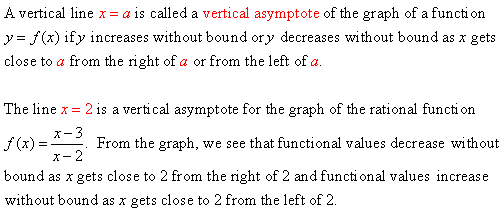 A vertical line x = a is called a vertical asymptote of the graph of a function
y = f(x) if y increases without bound or y decreases without bound as x gets
close to a from the right of a or from the left of a.
The line x = 2 is a vertical asymptote for the graph of the rational function
f(x) = (x − 3)/(x − 2). From the graph, we see that functional values decrease without
bound as x gets close to 2 from the right of 2 and functional values increase
without bound as x gets close to 2 from the left of 2.